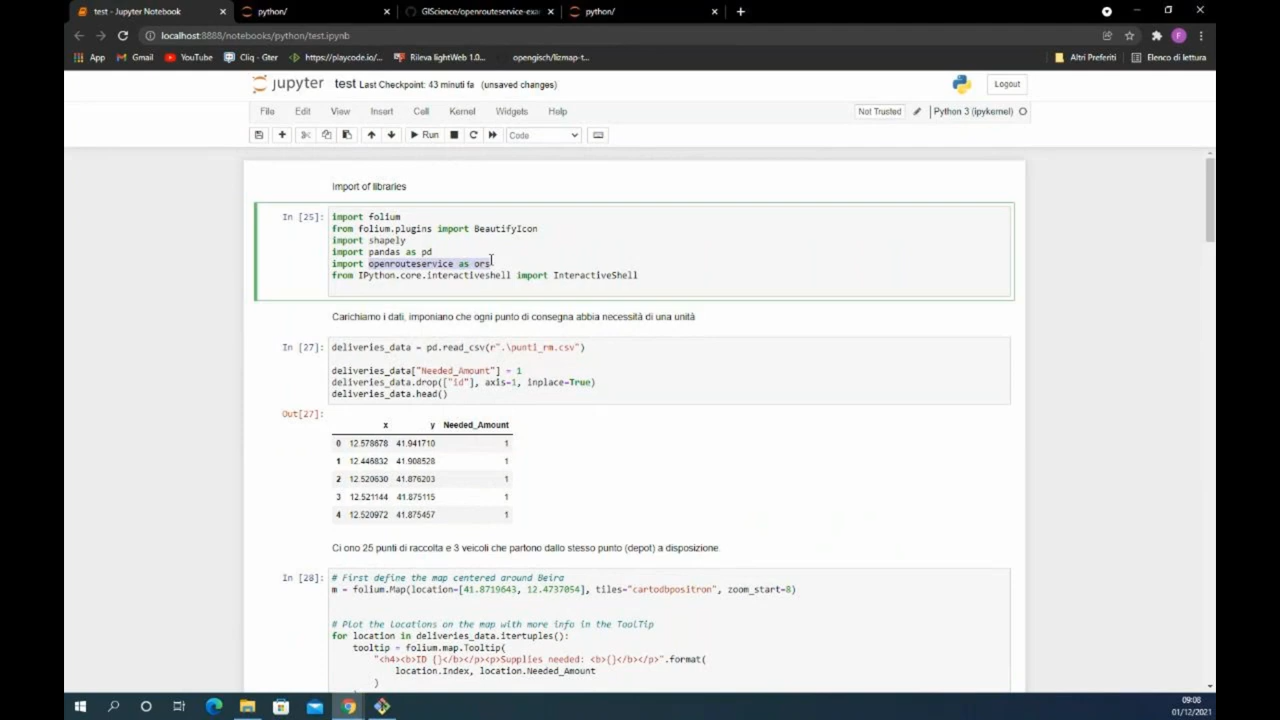 test - Jupyter Notebook
python/
GIScience/openrouteservice-exa
python/
localhost:8888/notebooks/python/test.ipynb
App Gmail YouTube Cliq - Gter https://playcode.io/... Rileva lightWeb 1.0... opengisch/lizmap-t... Altri Preferiti Elenco di lettura
jupyter test Last Checkpoint: 43 minuti fa (unsaved changes) Logout
File Edit View Insert Cell Kernel Widgets Help Not Trusted Python 3 (ipykernel)
Run Code
Import of libraries
In [25]: import folium
from folium.plugins import BeautifyIcon
import shapely
import pandas as pd
import openrouteservice as ors
from IPython.core.interactiveshell import InteractiveShell
Carichiamo i dati, imponiano che ogni punto di consegna abbia necessità di una unità
In [27]: deliveries_data = pd.read_csv(r".\punti_rm.csv")
deliveries_data["Needed_Amount"] = 1
deliveries_data.drop(["id"], axis=1, inplace=True)
deliveries_data.head()
Out[27]:
x y Needed_Amount
0 12.578678 41.941710 1
1 12.446832 41.908528 1
2 12.520630 41.876203 1
3 12.521144 41.875115 1
4 12.520972 41.875457 1
Ci ono 25 punti di raccolta e 3 veicoli che partono dallo stesso punto (depot) a disposizione.
In [28]: # First define the map centered around Beira
m = folium.Map(location=[41.8719643, 12.4737054], tiles="cartodbpositron", zoom_start=8)
# Plot the locations on the map with more info in the ToolTip
for location in deliveries_data.itertuples():
tooltip = folium.map.Tooltip(
"<h4><b>ID {}</b></p><p>Supplies needed: <b>{}</b></p>".format(
location.Index, location.Needed_Amount
)
09:08
01/12/2021